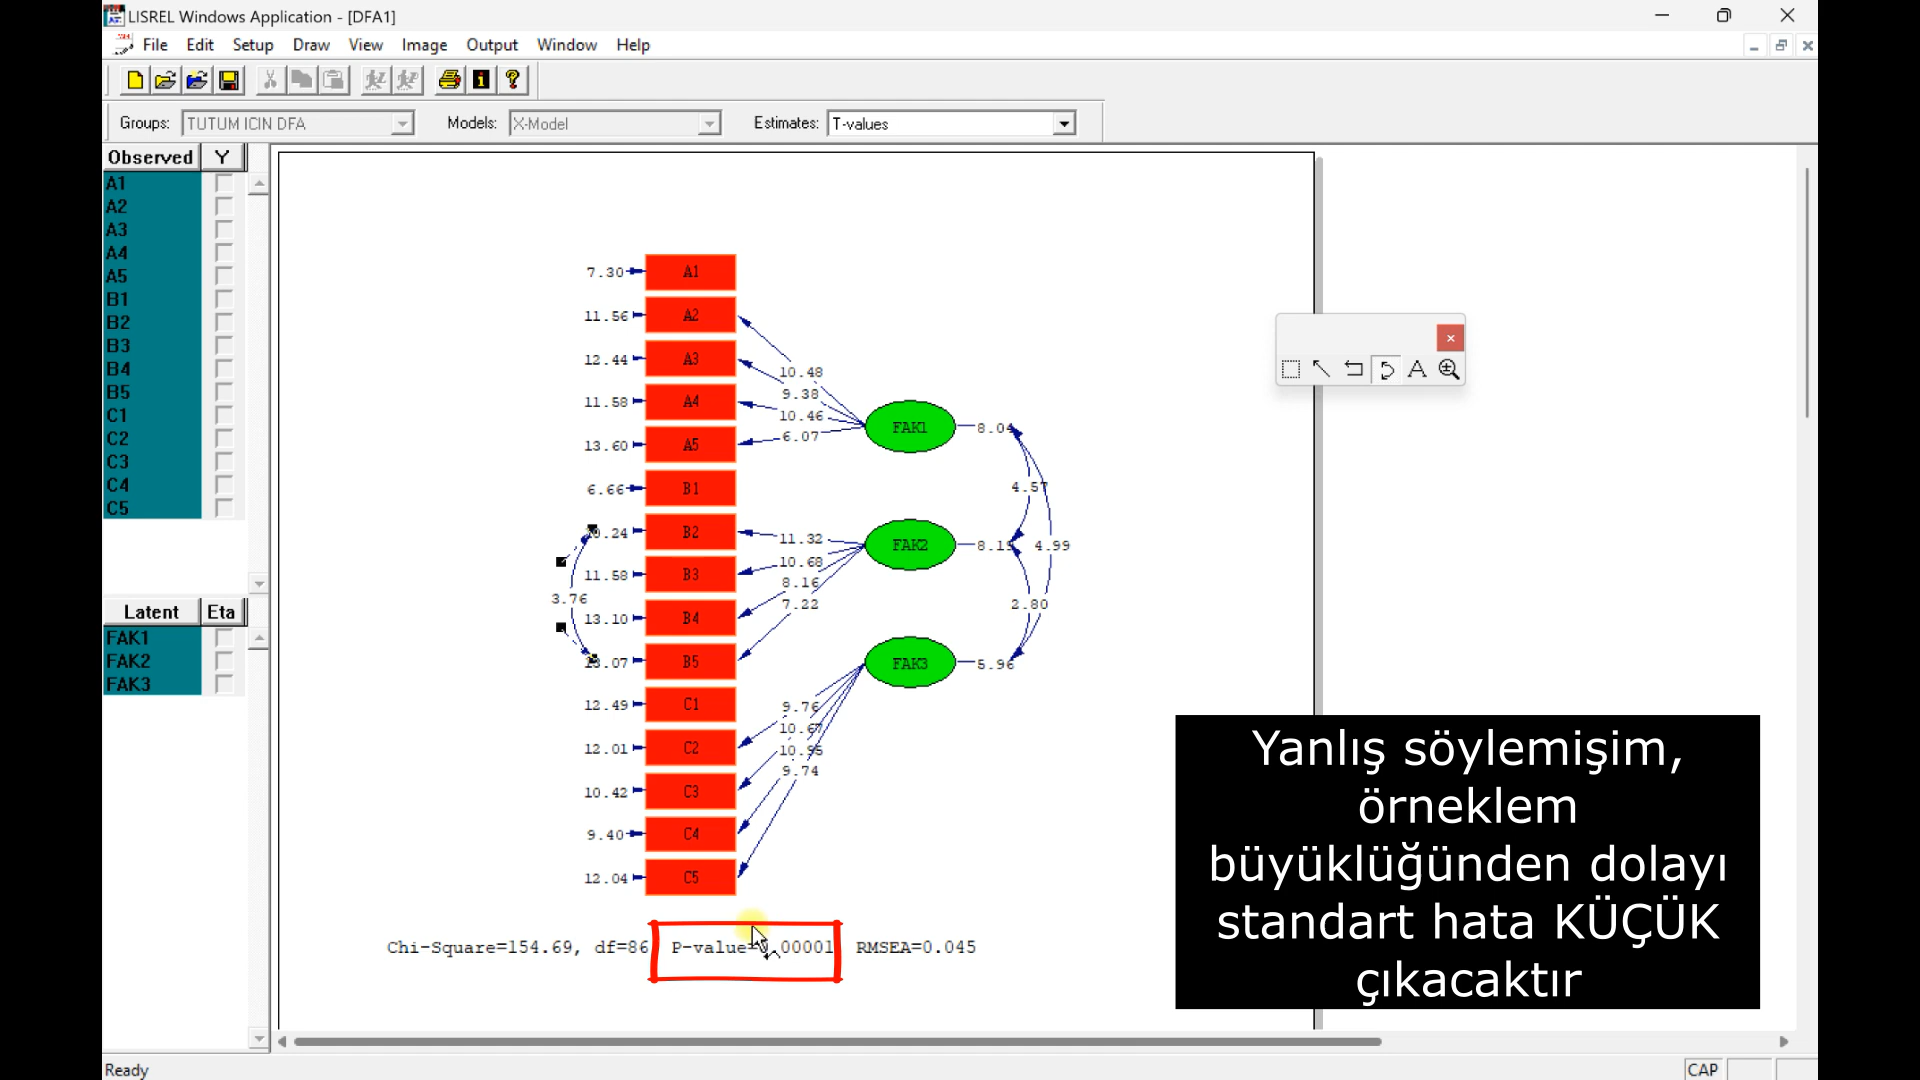 LISREL Windows Application - [DFA1]
File Edit Setup Draw View Image Output Window Help
Groups: TUTUM ICIN DFA Models: X-Model Estimates: T-values
Observed Y
A1
A2
A3
A4
A5
B1
B2
B3
B4
B5
C1
C2
C3
C4
C5
Latent Eta
FAK1
FAK2
FAK3
7.30 A1
11.56 A2
12.44 A3
11.58 A4
13.60 A5
6.66 B1
B2
11.58 B3
13.10 B4
B5
12.49 C1
12.01 C2
10.42 C3
9.40 C4
12.04 C5
3.76
10.48
9.38
10.46
6.07
11.32
10.68
8.16
7.22
9.76
10.67
10.95
9.74
FAK1 8.04
FAK2 8.19
FAK3 5.96
4.57
4.99
2.80
Chi-Square=154.69, df=86 P-value= .00001 RMSEA=0.045
Yanlış söylemişim,
örneklem
büyüklüğünden dolayı
standart hata KÜÇÜK
çıkacaktır
Ready
CAP